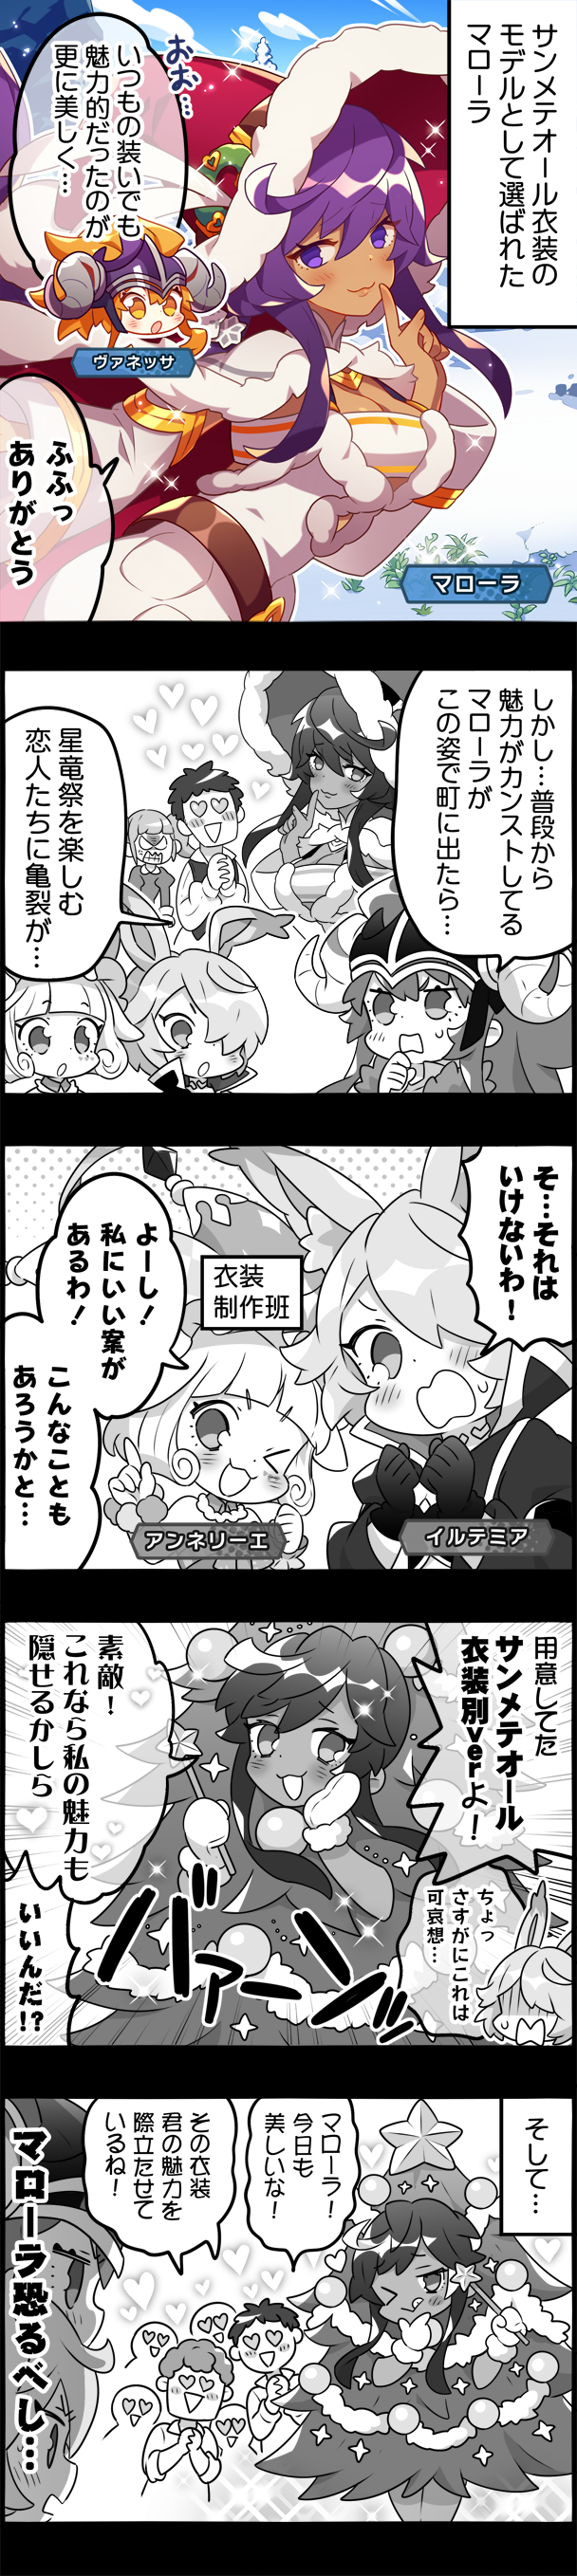 サンメテオール衣装の
モデルとして選ばれた
マローラ
おお…
いつもの装いでも
魅力的だったのが
更に美しく…
ヴァネッサ
ふふっ
ありがとう
マローラ
しかし…普段から
魅力がカンストしてる
マローラが
この姿で町に出たら…
星竜祭を楽しむ
恋人たちに亀裂が…
そ…それは
いけないわ！
衣装
制作班
よーし！
私にいい案が
あるわ！
こんなことも
あろうかと…
イルテミア
アンネリーエ
用意してた
サンメテオール
衣装別verよ！
ちょっ
さすがにこれは
可哀想…
バァーン
素敵！
これなら私の魅力も
隠せるかしら
いいんだ!?
そして…
マローラ！
今日も
美しいな！
その衣装
君の魅力を
際立たせて
いるね！
マローラ恐るべし…